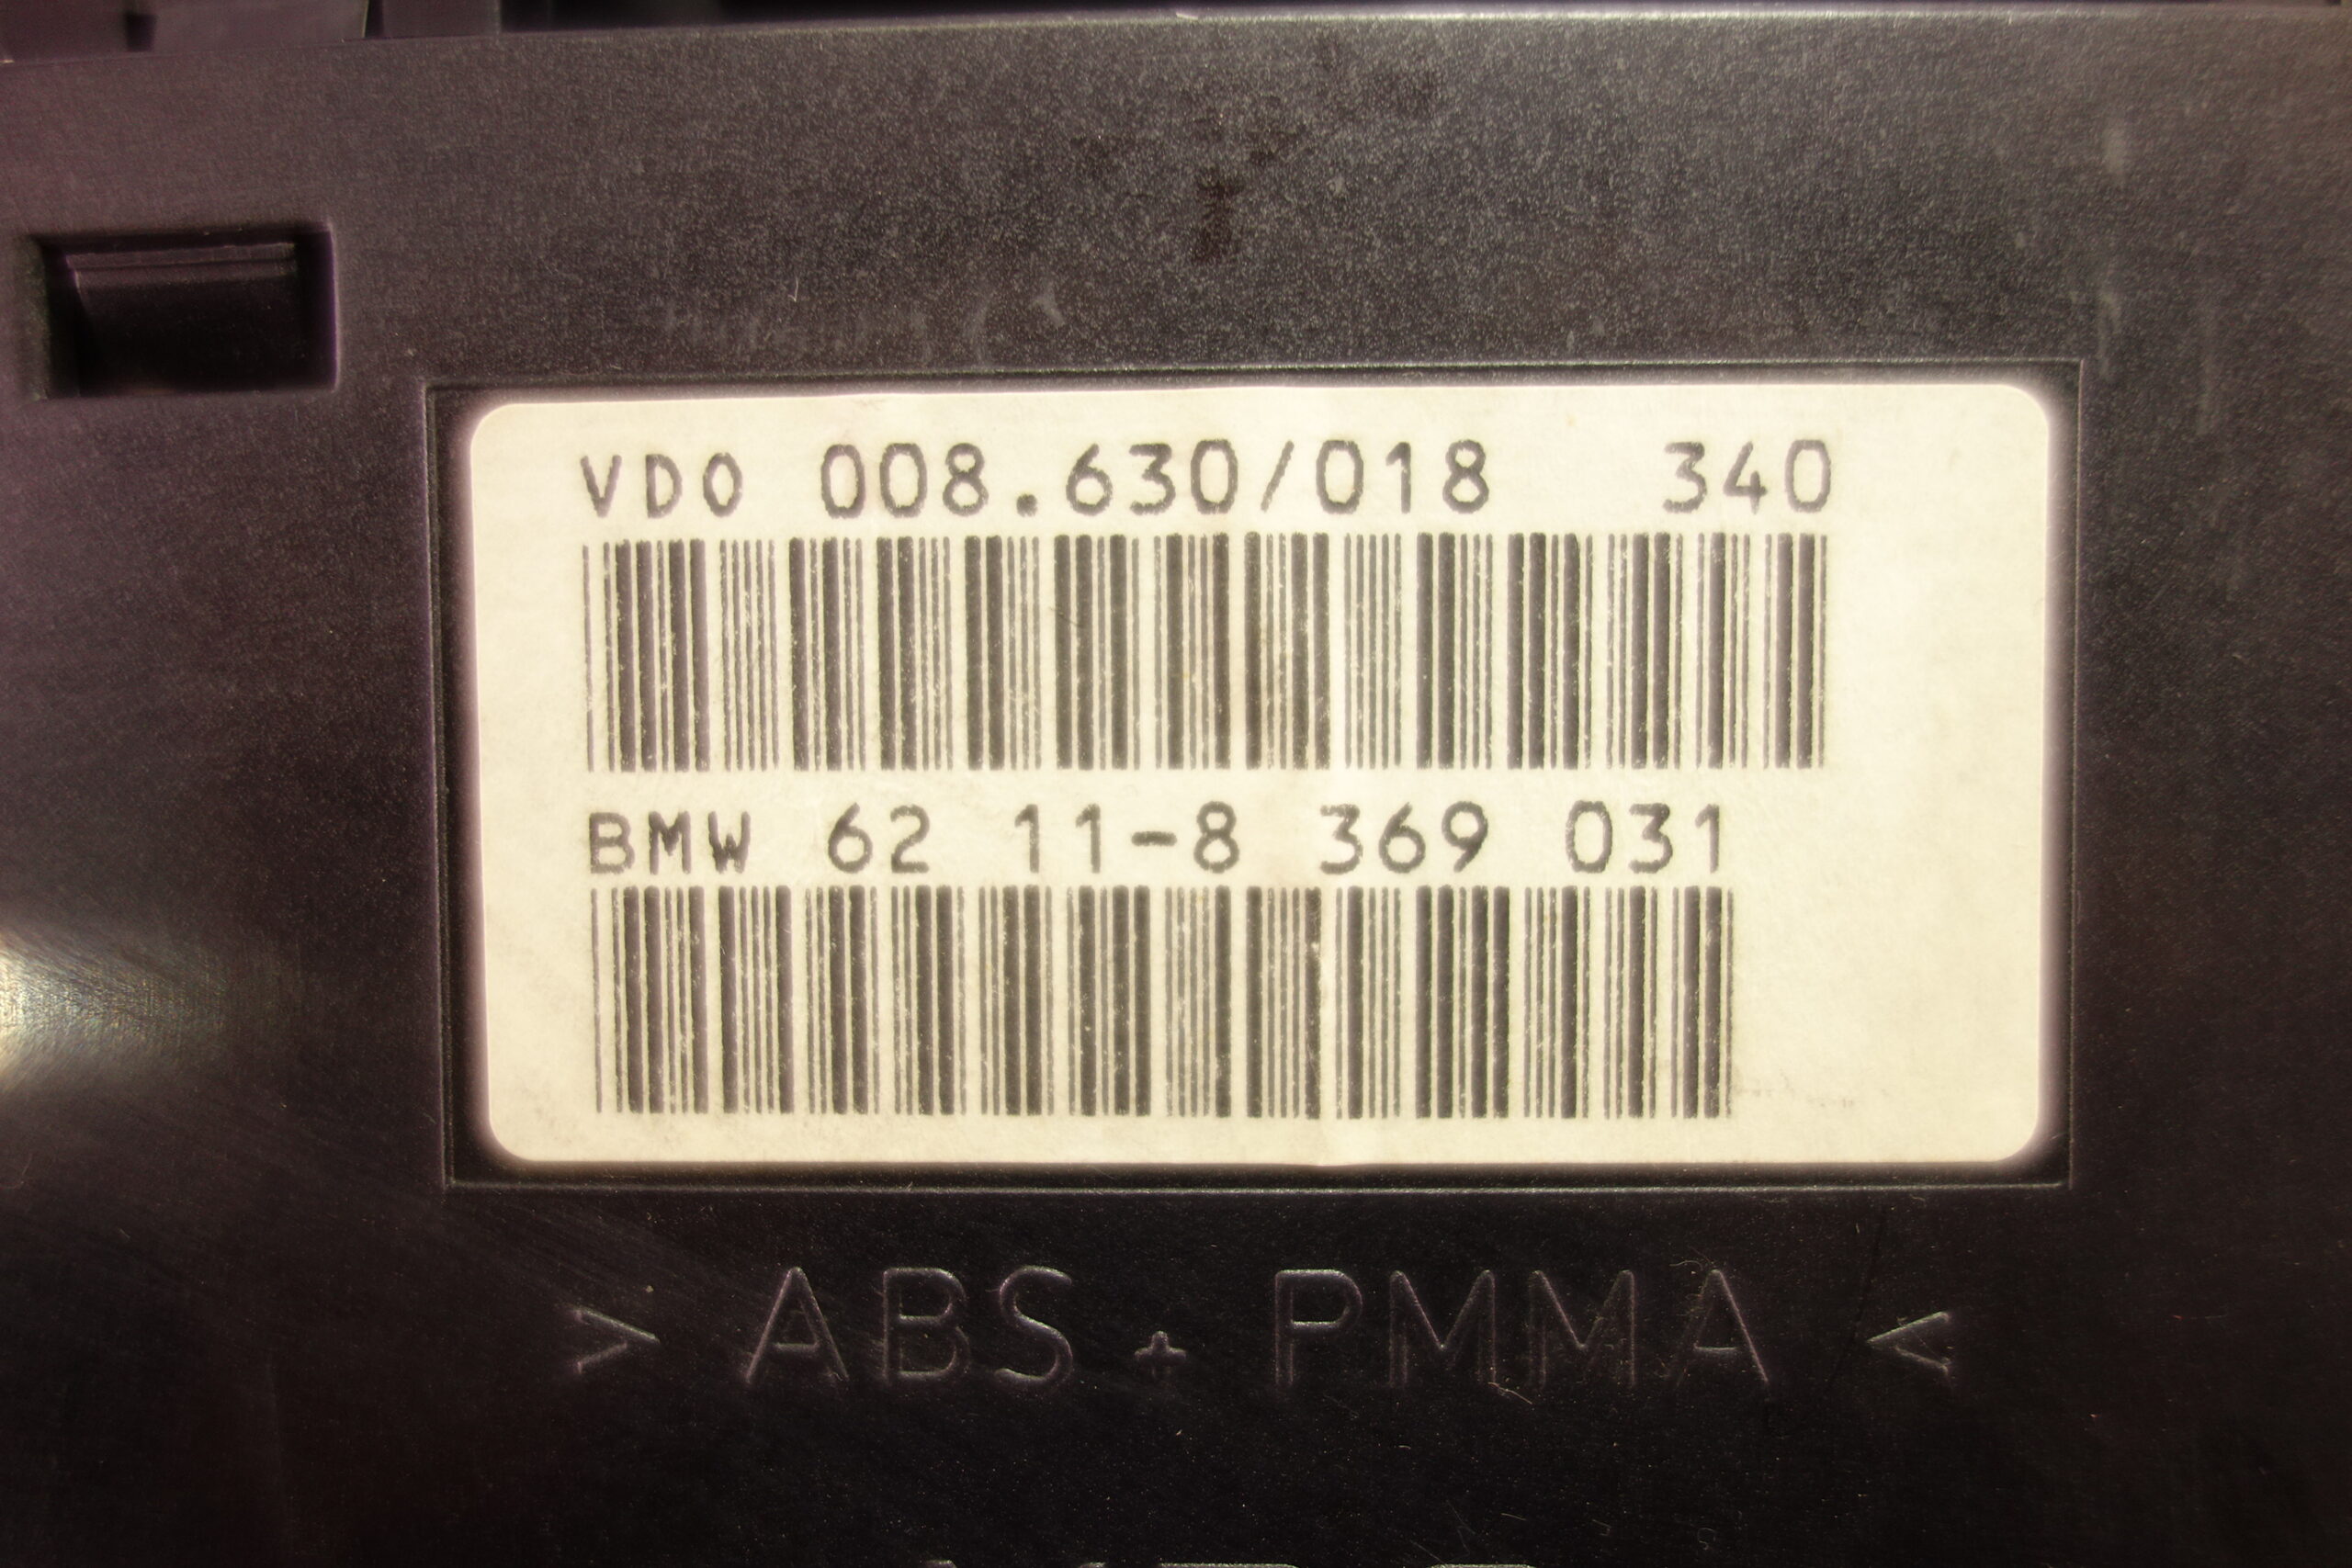 VDO 008.630/018 340
BMW 62 11-8 369 031
> ABS + PMMA <